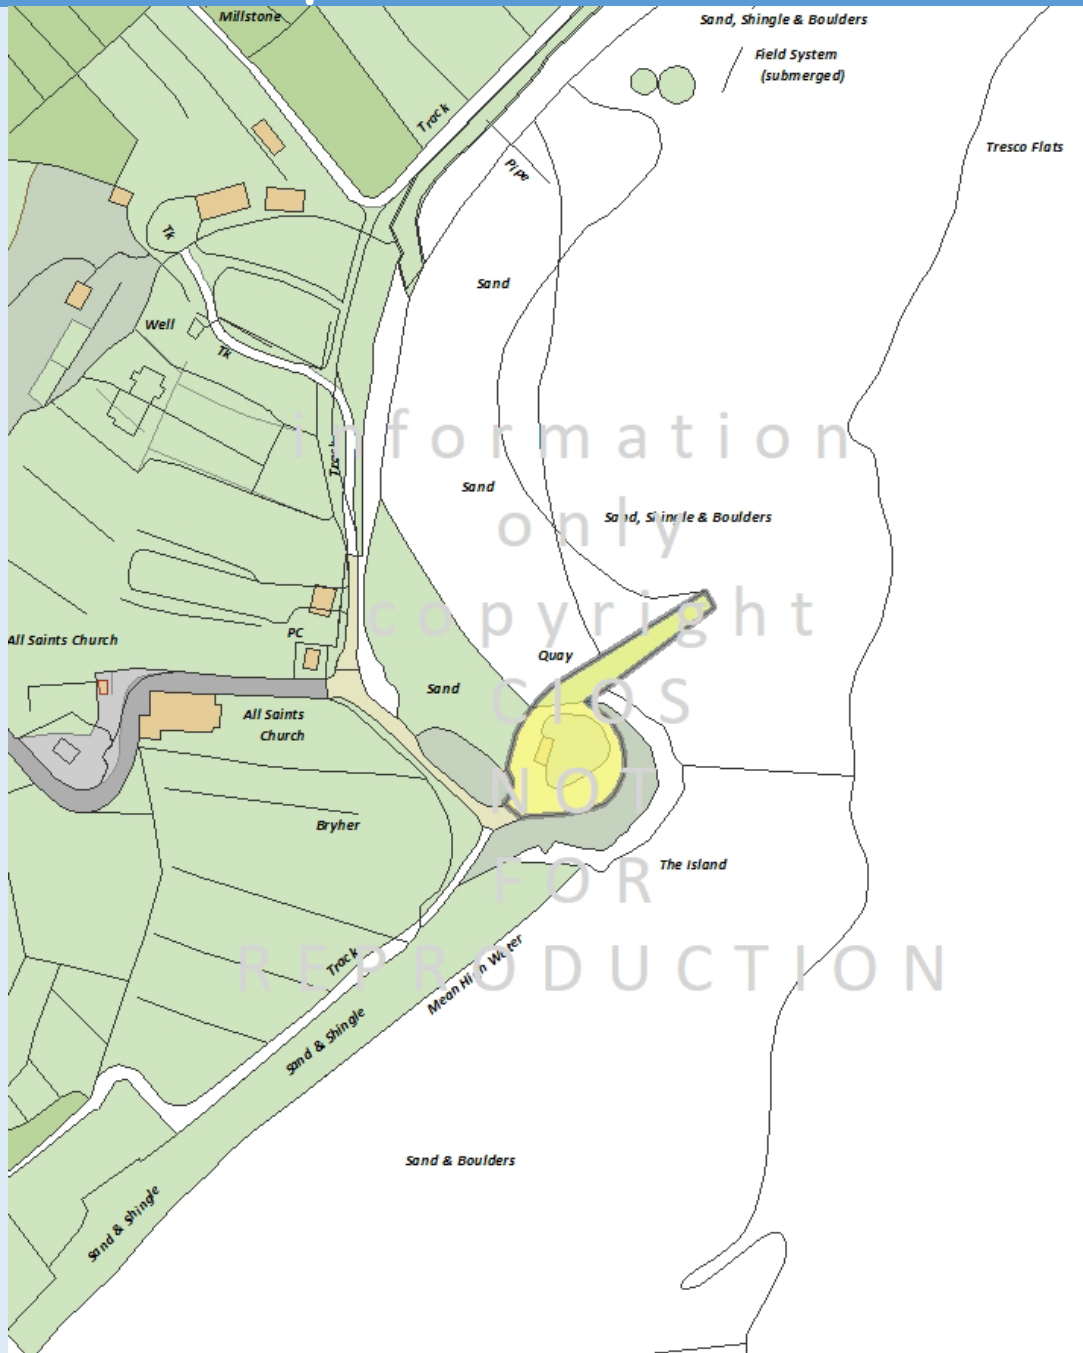 Millstone
Sand, Shingle & Boulders
Field System
(submerged)
Track
Tresco Flats
Pipe
Tk
Sand
Well
Tk
information
Track
Sand
only
Sand, Shingle & Boulders
copyright
PC
All Saints Church
Quay
CIOS
Sand
All Saints
Church
NOT
Bryher
The Island
FOR
Track
Mean High Water
REPRODUCTION
Sand & Shingle
Sand & Boulders
Sand & Shingle